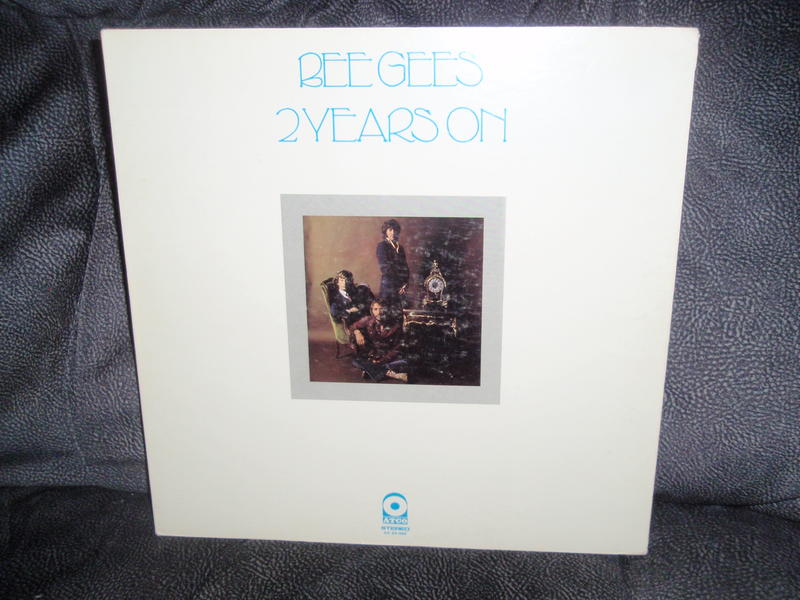 BEE GEES
2 YEARS ON
ATCO
STEREO